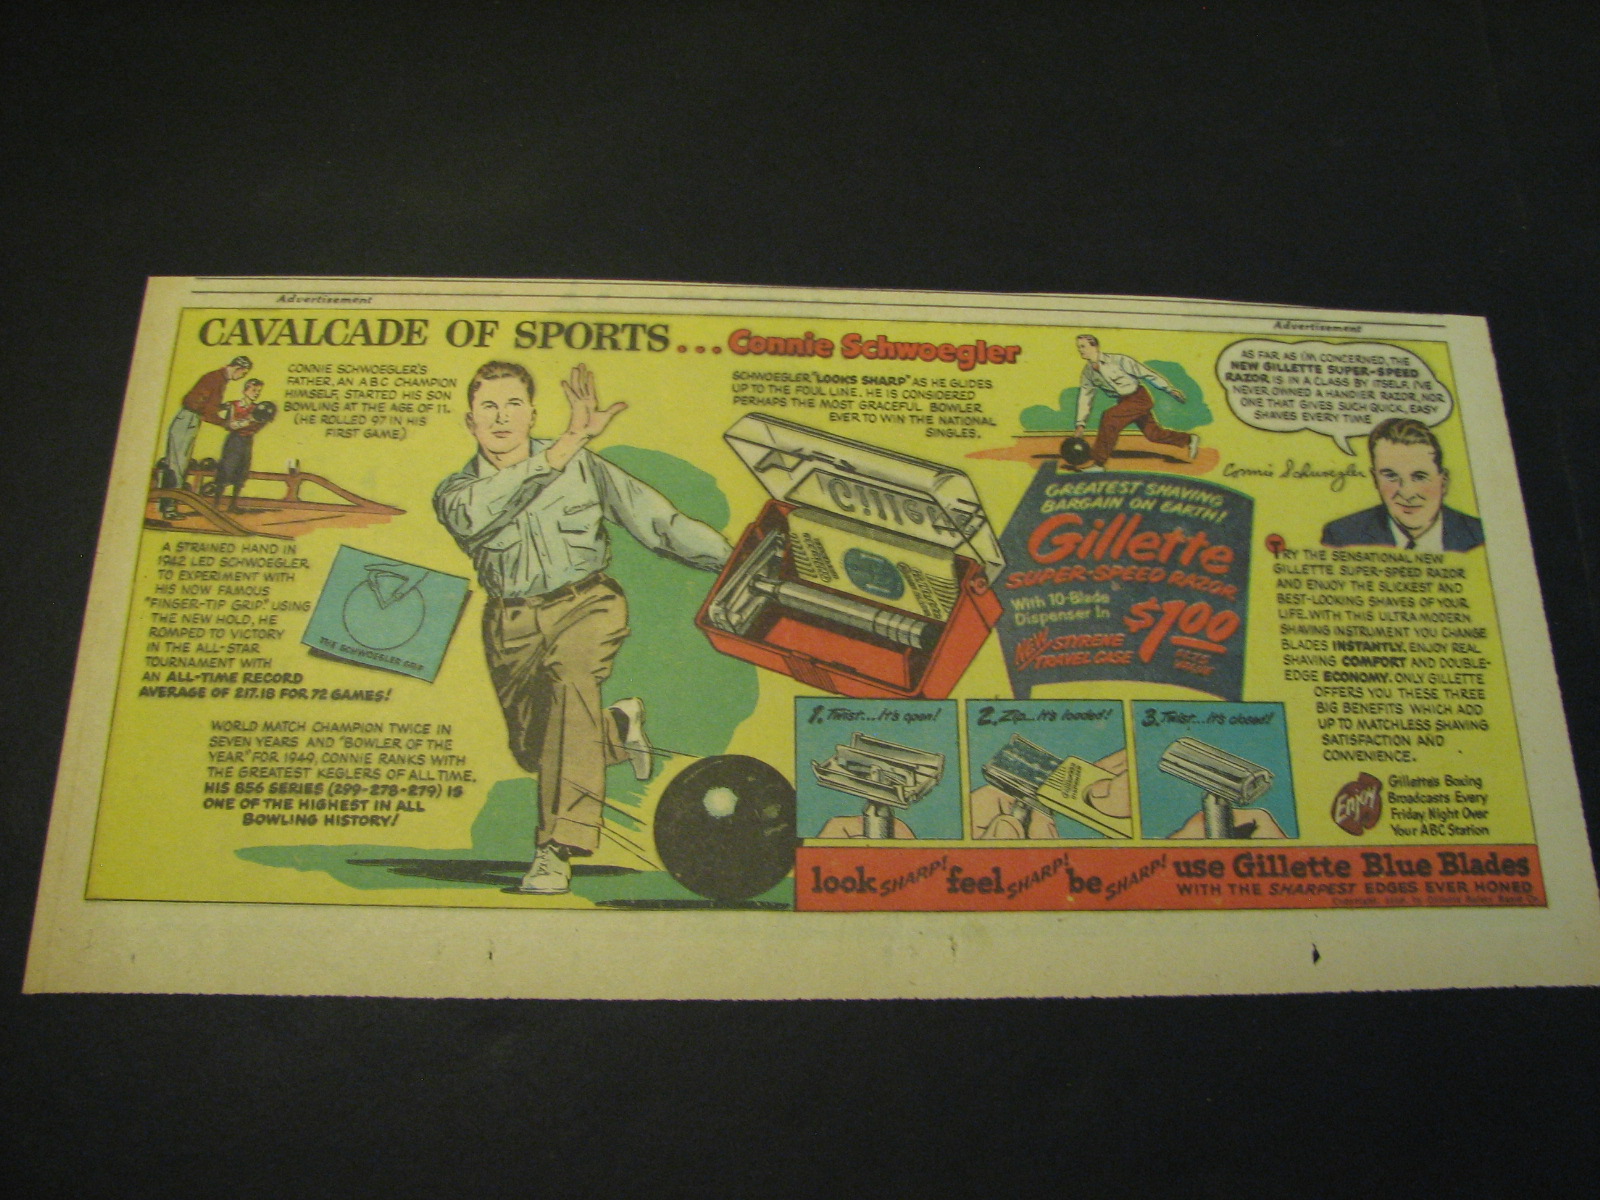 Advertisement
Advertisement
CAVALCADE OF SPORTS... Connie Schwoegler
CONNIE SCHWOEGLER'S
FATHER, AN ABC CHAMPION
HIMSELF, STARTED HIS SON
BOWLING AT THE AGE OF 11.
(HE ROLLED 97 IN HIS
FIRST GAME)
A STRAINED HAND IN
1942 LED SCHWOEGLER
TO EXPERIMENT WITH
HIS NOW FAMOUS
"FINGER-TIP GRIP." USING
THE NEW HOLD, HE
ROMPED TO VICTORY
IN THE ALL-STAR
TOURNAMENT WITH
AN ALL-TIME RECORD
AVERAGE OF 217.18 FOR 72 GAMES!
THE SCHWOEGLER GRIP
WORLD MATCH CHAMPION TWICE IN
SEVEN YEARS AND "BOWLER OF THE
YEAR" FOR 1949, CONNIE RANKS WITH
THE GREATEST KEGLERS OF ALL TIME.
HIS 856 SERIES (299-278-279) IS
ONE OF THE HIGHEST IN ALL
BOWLING HISTORY!
SCHWOEGLER "LOOKS SHARP" AS HE GLIDES
UP TO THE FOUL LINE. HE IS CONSIDERED
PERHAPS THE MOST GRACEFUL BOWLER
EVER TO WIN THE NATIONAL
SINGLES.
Gillette
GREATEST SHAVING
BARGAIN ON EARTH!
Gillette
SUPER-SPEED RAZOR
With 10-Blade
Dispenser In
NEW STYRENE
TRAVEL CASE
$1.00
VALUE
AS FAR AS I'M CONCERNED, THE
NEW GILLETTE SUPER-SPEED
RAZOR IS IN A CLASS BY ITSELF. I'VE
NEVER OWNED A HANDIER RAZOR, NOR
ONE THAT GIVES SUCH QUICK, EASY
SHAVES EVERY TIME
Connie Schwoegler
TRY THE SENSATIONAL NEW
GILLETTE SUPER-SPEED RAZOR
AND ENJOY THE SLICKEST AND
BEST-LOOKING SHAVES OF YOUR
LIFE. WITH THIS ULTRAMODERN
SHAVING INSTRUMENT YOU CHANGE
BLADES INSTANTLY. ENJOY REAL
SHAVING COMFORT AND DOUBLE-
EDGE ECONOMY. ONLY GILLETTE
OFFERS YOU THESE THREE
BIG BENEFITS WHICH ADD
UP TO MATCHLESS SHAVING
SATISFACTION AND
CONVENIENCE.
1. Twist...It's open!
2. Zip...It's loaded!
3. Twist...It's closed!
Enjoy
Gillette's Boxing
Broadcasts Every
Friday Night Over
Your ABC Station
look SHARP! feel SHARP! be SHARP! use Gillette Blue Blades
WITH THE SHARPEST EDGES EVER HONED